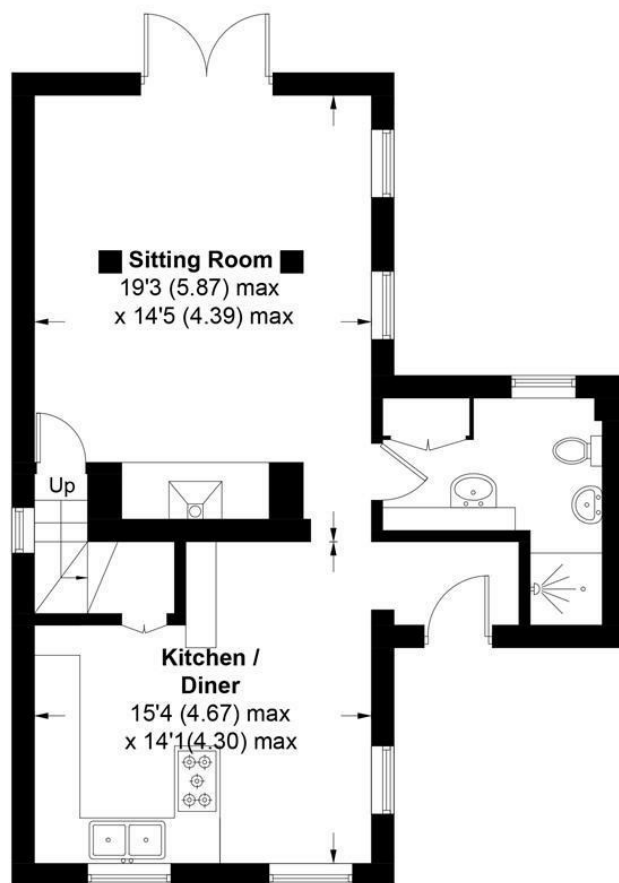 Sitting Room
19'3 (5.87) max
x 14'5 (4.39) max
Up
Kitchen /
Diner
15'4 (4.67) max
x 14'1(4.30) max